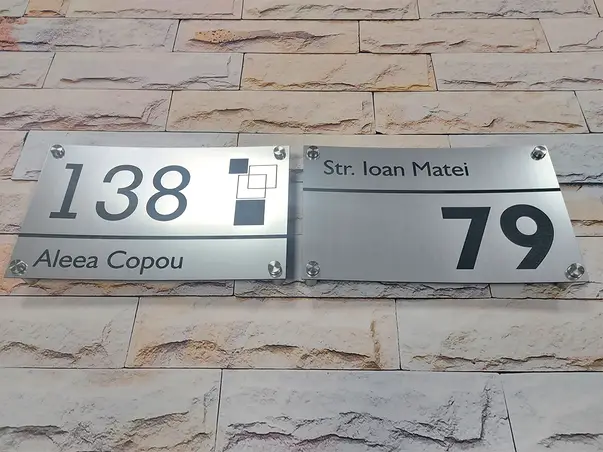 138
Aleea Copou
Str. Ioan Matei
79